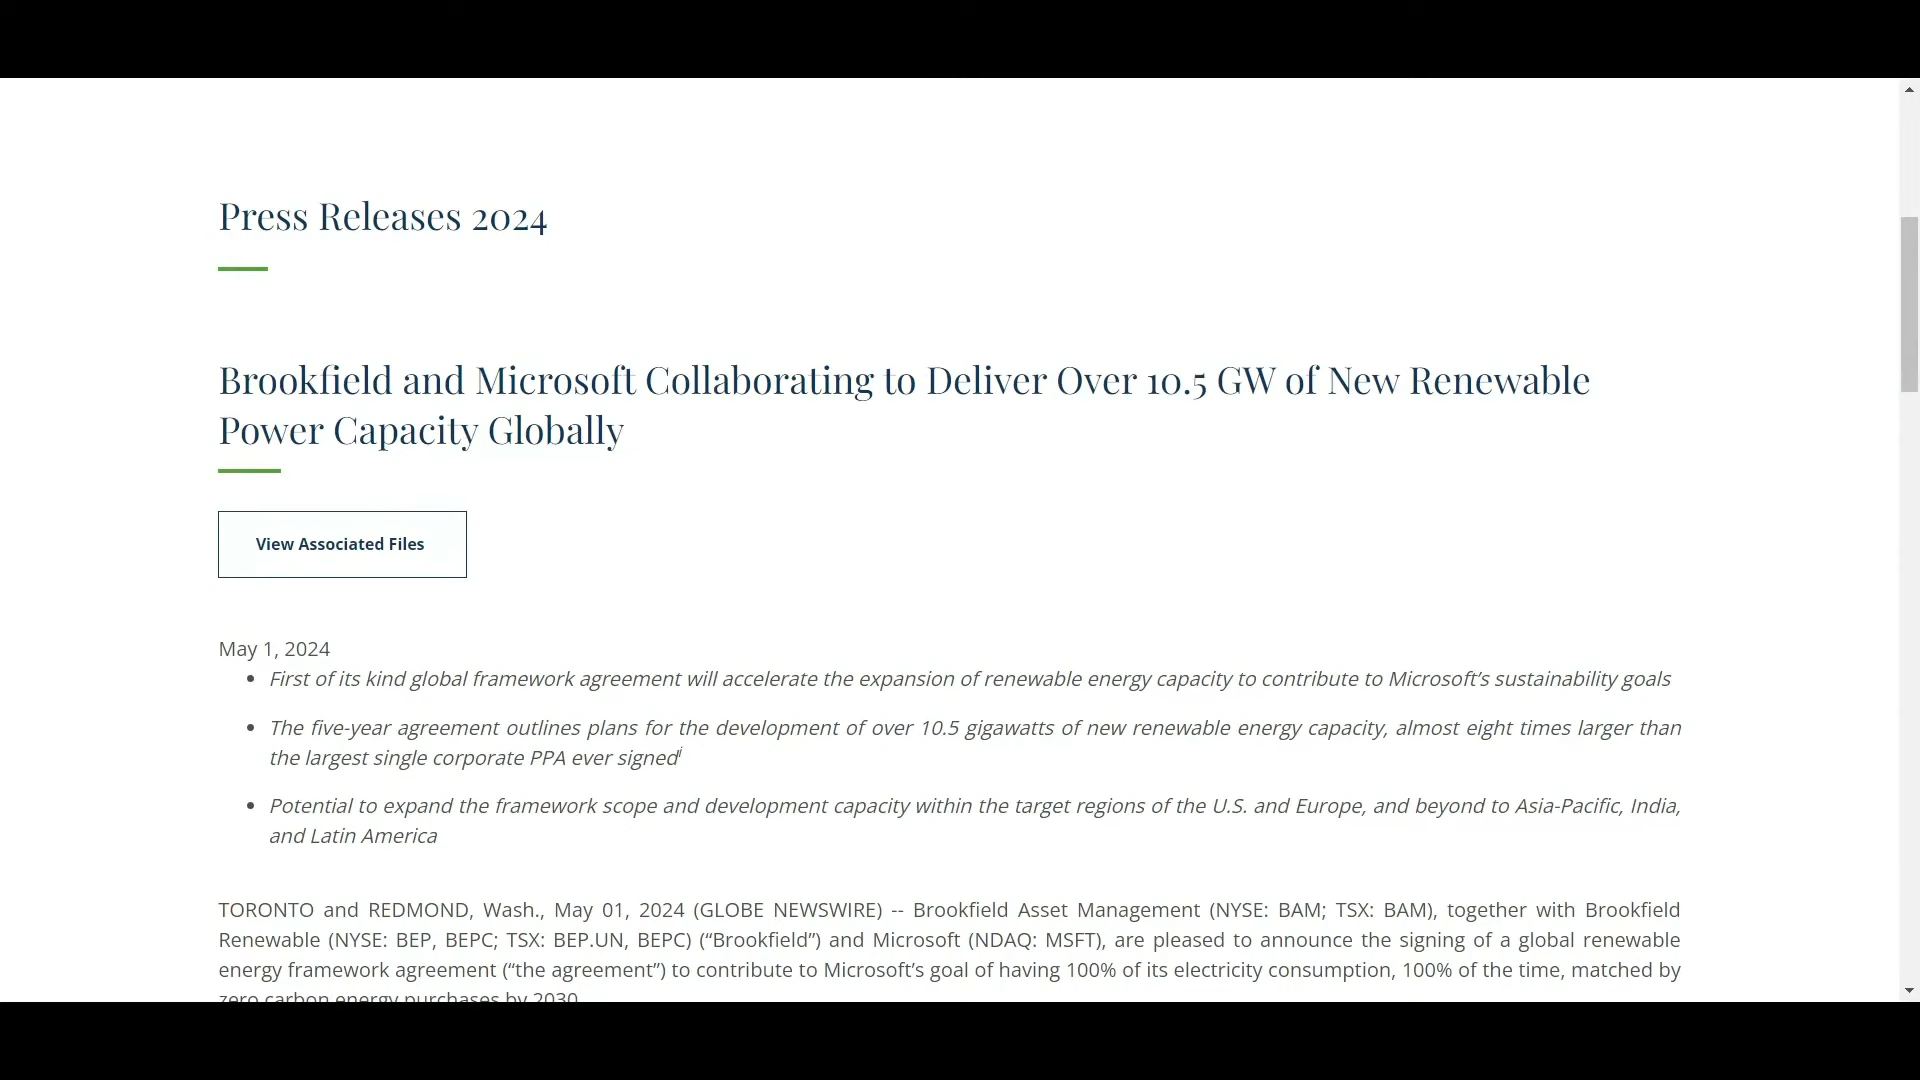 Press Releases 2024
Brookfield and Microsoft Collaborating to Deliver Over 10.5 GW of New Renewable
Power Capacity Globally
View Associated Files
May 1, 2024
• First of its kind global framework agreement will accelerate the expansion of renewable energy capacity to contribute to Microsoft’s sustainability goals
• The five-year agreement outlines plans for the development of over 10.5 gigawatts of new renewable energy capacity, almost eight times larger than
the largest single corporate PPA ever signedⁱ
• Potential to expand the framework scope and development capacity within the target regions of the U.S. and Europe, and beyond to Asia-Pacific, India,
and Latin America
TORONTO and REDMOND, Wash., May 01, 2024 (GLOBE NEWSWIRE) -- Brookfield Asset Management (NYSE: BAM; TSX: BAM), together with Brookfield
Renewable (NYSE: BEP, BEPC; TSX: BEP.UN, BEPC) (“Brookfield”) and Microsoft (NDAQ: MSFT), are pleased to announce the signing of a global renewable
energy framework agreement (“the agreement”) to contribute to Microsoft’s goal of having 100% of its electricity consumption, 100% of the time, matched by
zero carbon energy purchases by 2030.